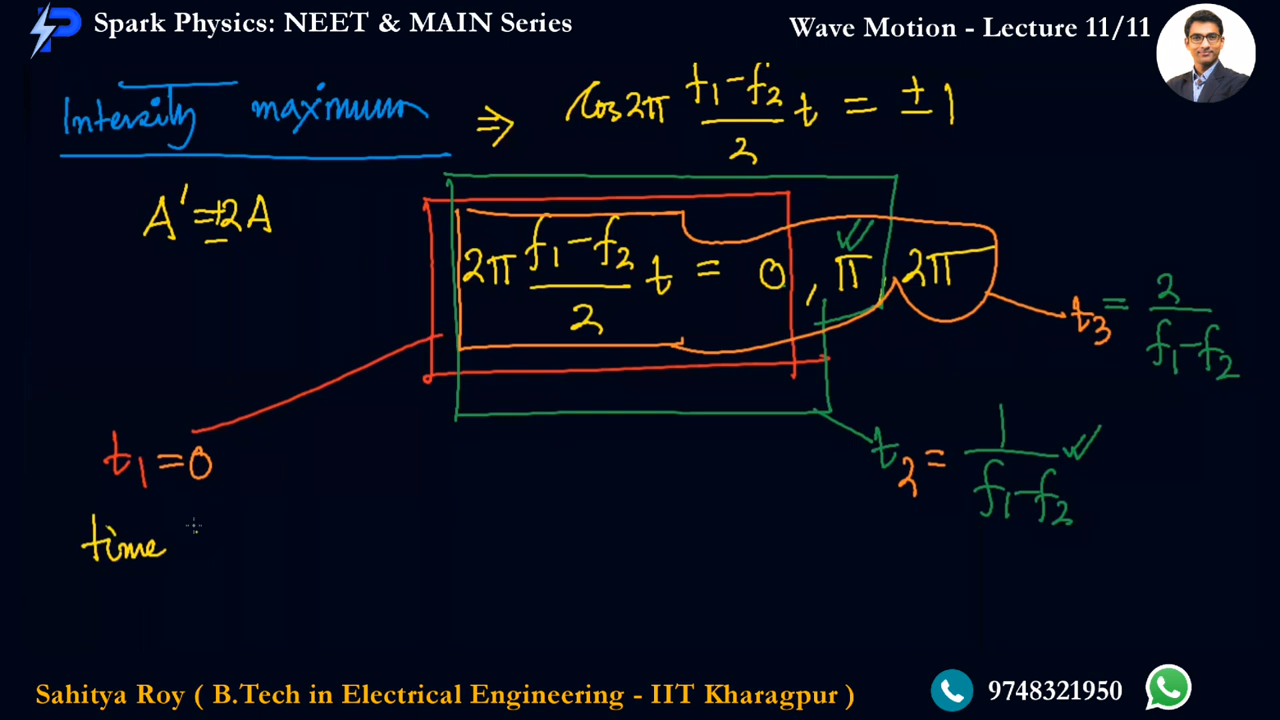 Spark Physics: NEET & MAIN Series
Wave Motion - Lecture 11/11
Intensity maximum ⇒ cos2π (f₁-f₂)/2 t = ±1
A' = ±2A
2π (f₁-f₂)/2 t = 0, π, 2π
t₃ = 2/(f₁-f₂)
t₁ = 0
t₂ = 1/(f₁-f₂)
time
Sahitya Roy ( B.Tech in Electrical Engineering - IIT Kharagpur )
9748321950